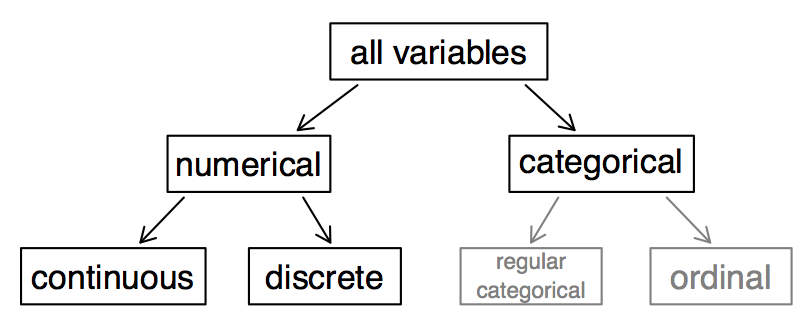 all variables
numerical
categorical
continuous
discrete
regular
categorical
ordinal